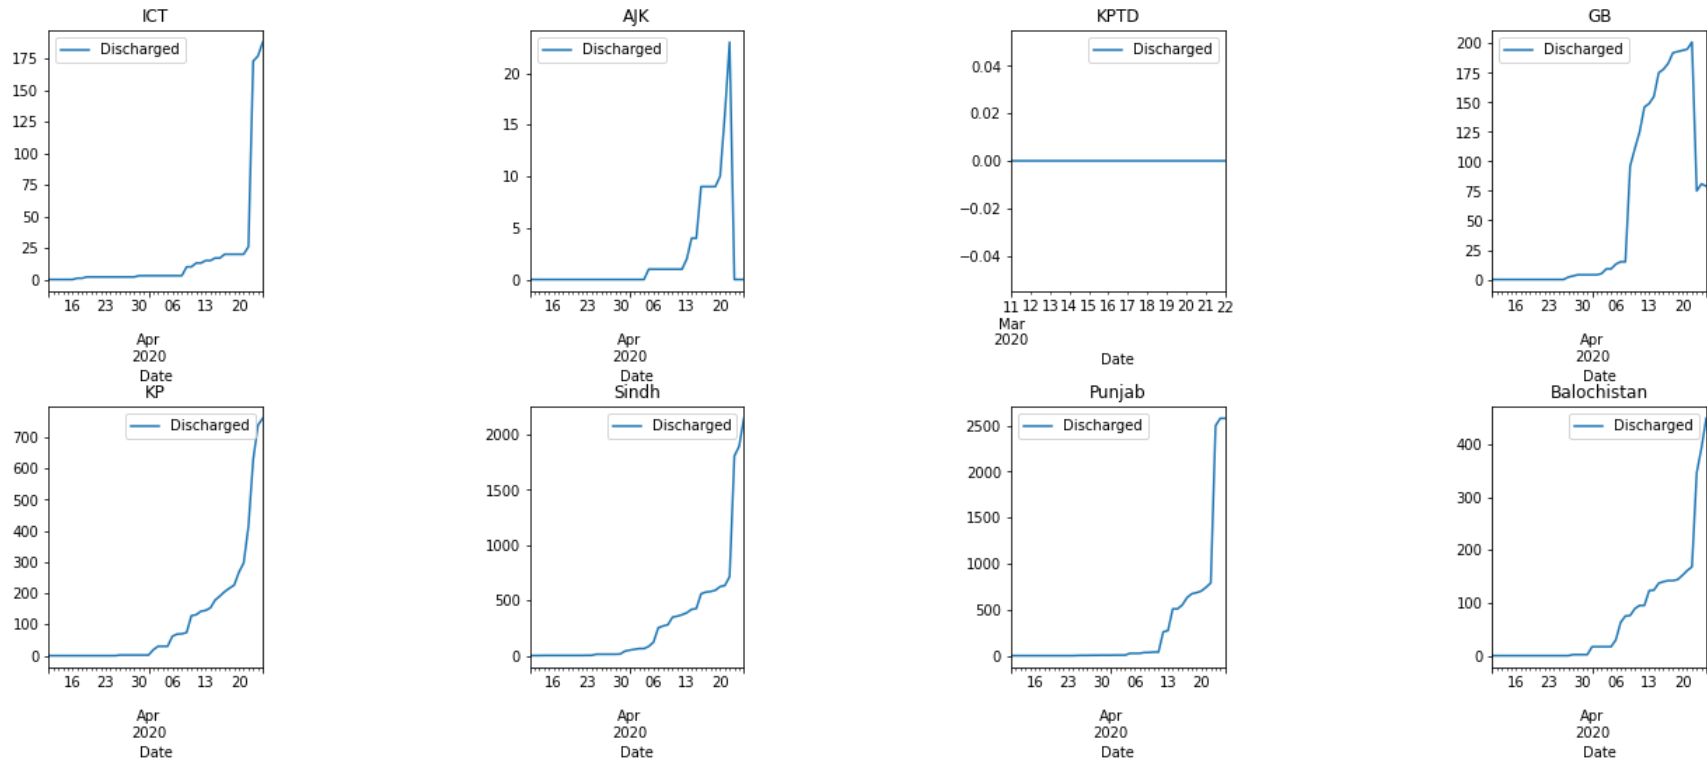 ICT
Discharged
175
150
125
100
75
50
25
0
16 23 30 06 13 20
Apr
2020
Date
AJK
Discharged
20
15
10
5
0
16 23 30 06 13 20
Apr
2020
Date
KPTD
Discharged
0.04
0.02
0.00
−0.02
−0.04
11 12 13 14 15 16 17 18 19 20 21 22
Mar
2020
Date
GB
Discharged
200
175
150
125
100
75
50
25
0
16 23 30 06 13 20
Apr
2020
Date
KP
Discharged
700
600
500
400
300
200
100
0
16 23 30 06 13 20
Apr
2020
Date
Sindh
Discharged
2000
1500
1000
500
0
16 23 30 06 13 20
Apr
2020
Date
Punjab
Discharged
2500
2000
1500
1000
500
0
16 23 30 06 13 20
Apr
2020
Date
Balochistan
Discharged
400
300
200
100
0
16 23 30 06 13 20
Apr
2020
Date